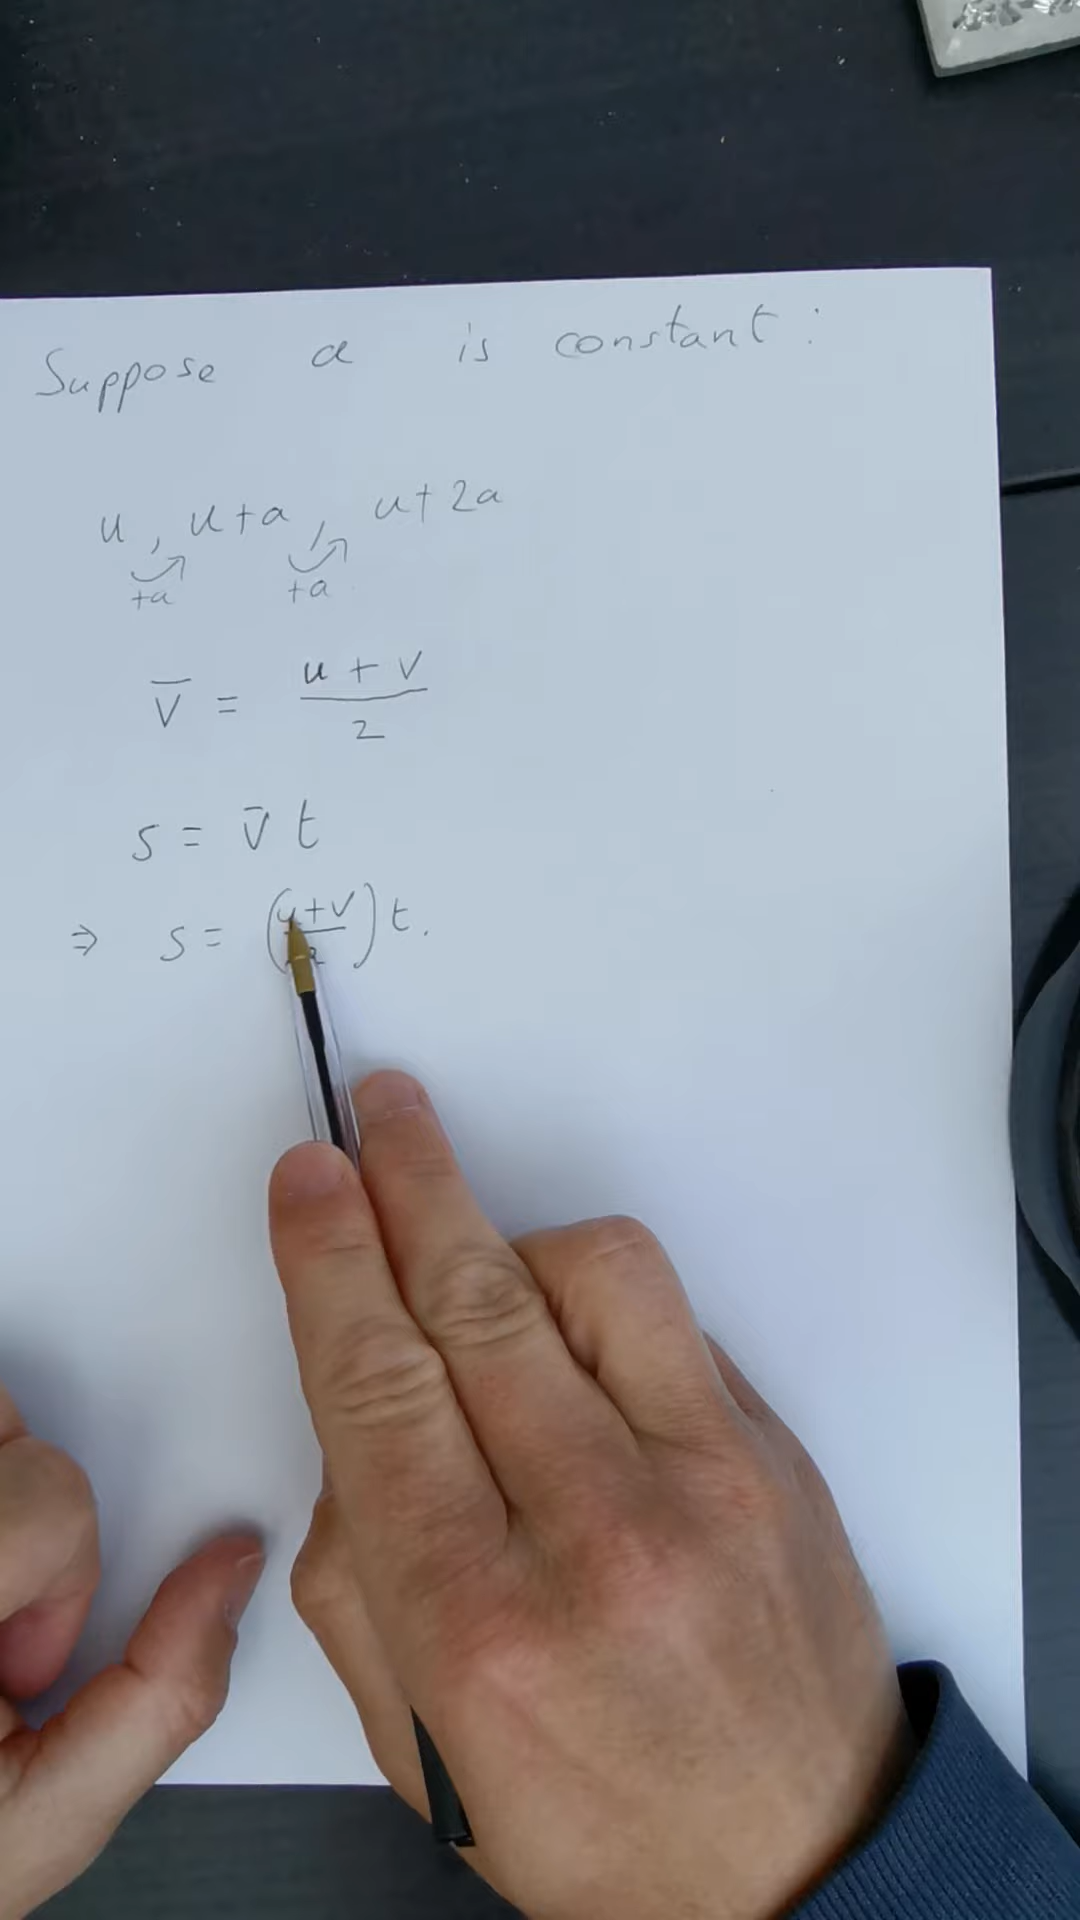 Suppose a is constant:
u, u+a, u+2a
+a +a
v̄ = u + v / 2
s = v̄ t
⇒ s = (u+v / 2) t.